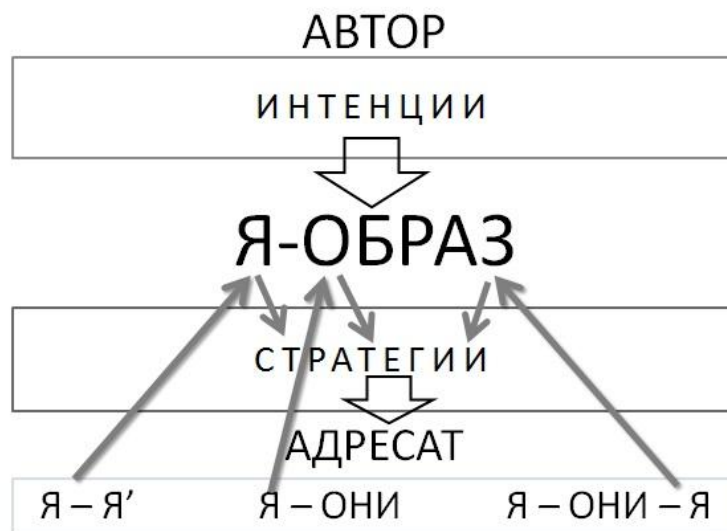 АВТОР
ИНТЕНЦИИ
Я-ОБРАЗ
СТРАТЕГИИ
АДРЕСАТ
Я – Я’ Я – ОНИ Я – ОНИ – Я